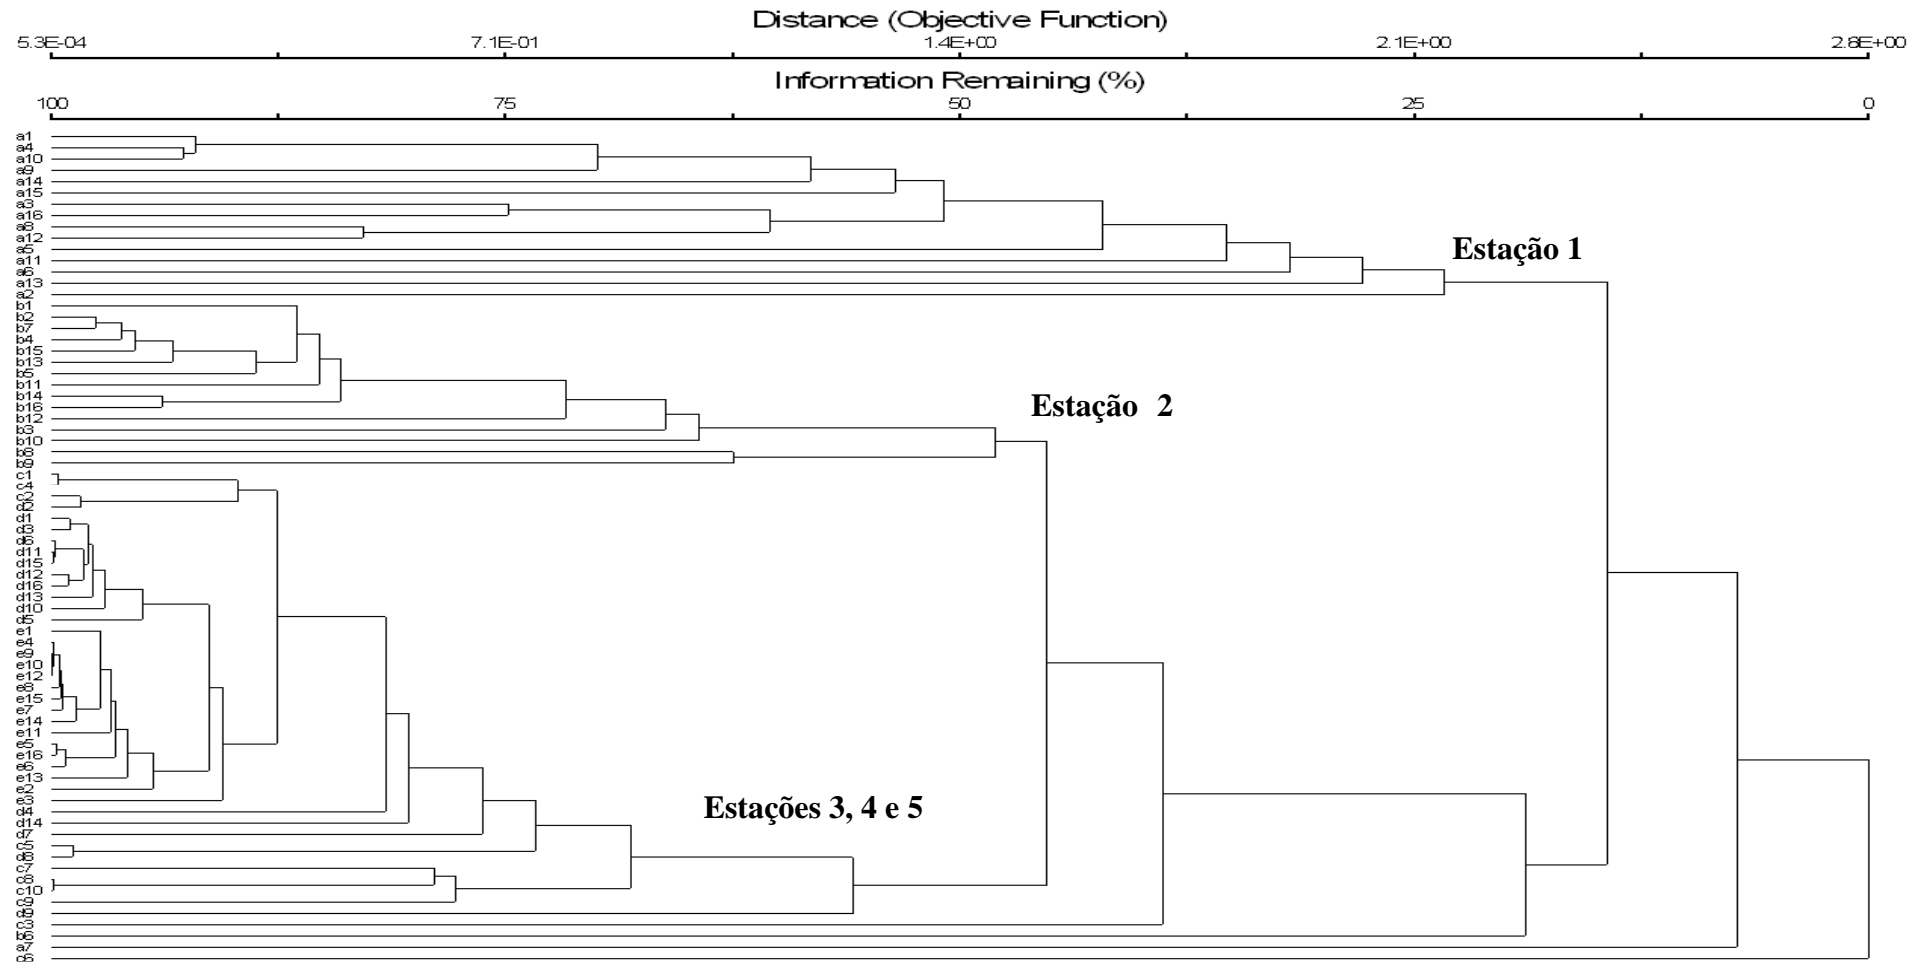 Distance (Objective Function)
5.3E-04 7.1E-01 1.4E+00 2.1E+00 2.8E+00
Information Remaining (%)
100 75 50 25 0
a1
a4
a10
a9
a14
a15
a3
a16
a8
a12
a5
Estação 1
a11
a6
a13
a2
b1
b2
b7
b4
b15
b13
b5
b11
b14
b16
Estação 2
b12
b3
b10
b8
b9
c1
c4
c2
d2
d1
d3
d6
d11
d15
d12
d16
d13
d10
d5
e1
e4
e9
e10
e12
e8
e15
e7
e14
e11
e5
e16
e6
e13
e2
e3
Estações 3, 4 e 5
d4
d14
d7
c5
d8
c7
c8
c10
c9
d9
c3
b6
a7
c6